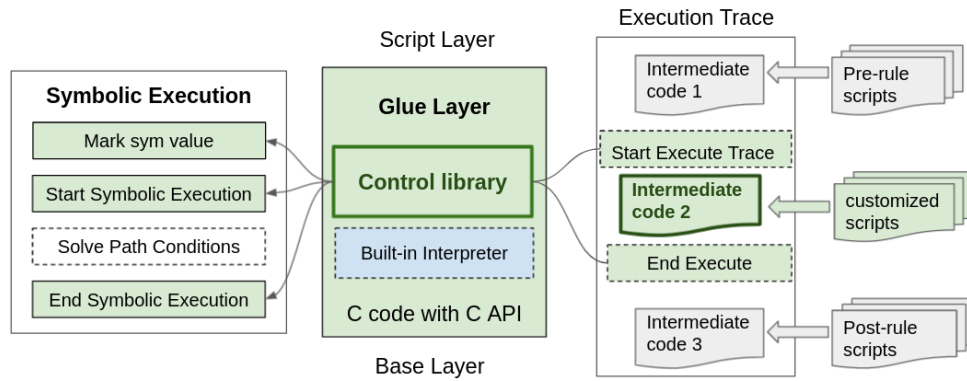 Execution Trace
Script Layer
Symbolic Execution
Mark sym value
Start Symbolic Execution
Solve Path Conditions
End Symbolic Execution
Glue Layer
Control library
Built-in Interpreter
C code with C API
Base Layer
Intermediate
code 1
Start Execute Trace
Intermediate
code 2
End Execute
Intermediate
code 3
Pre-rule
scripts
customized
scripts
Post-rule
scripts